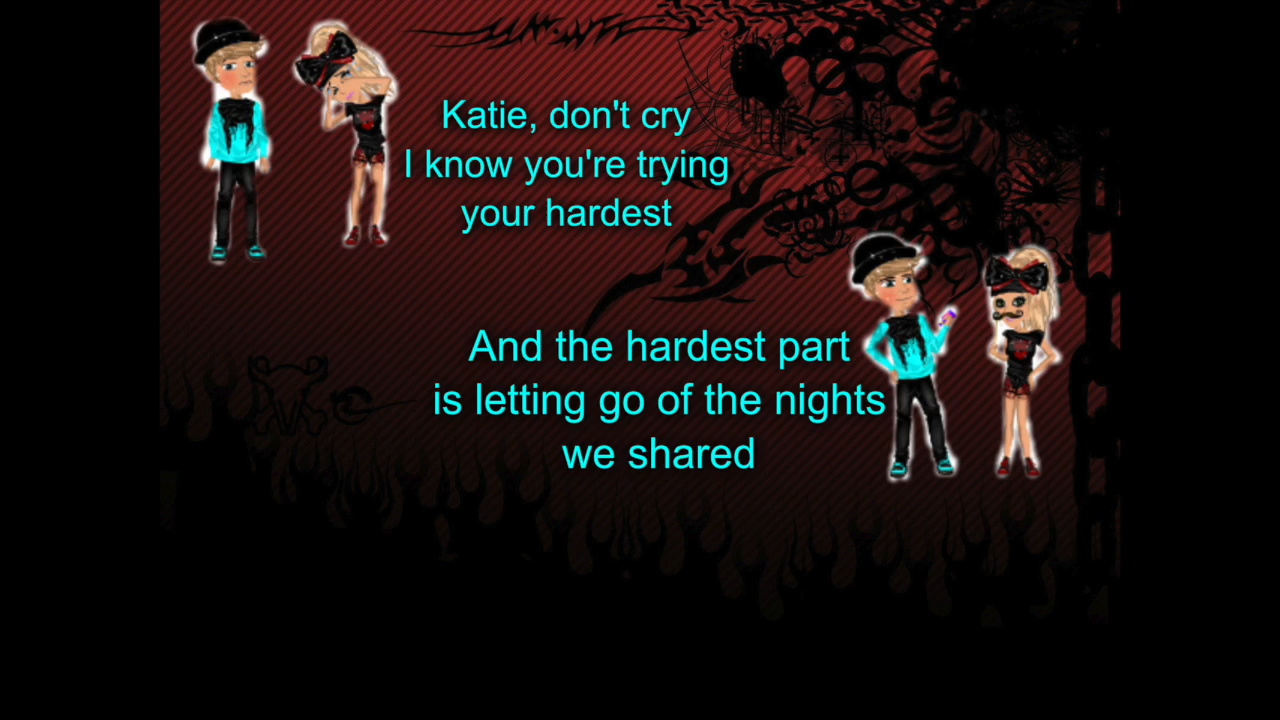 Katie, don't cry
I know you're trying
your hardest
And the hardest part
is letting go of the nights
we shared